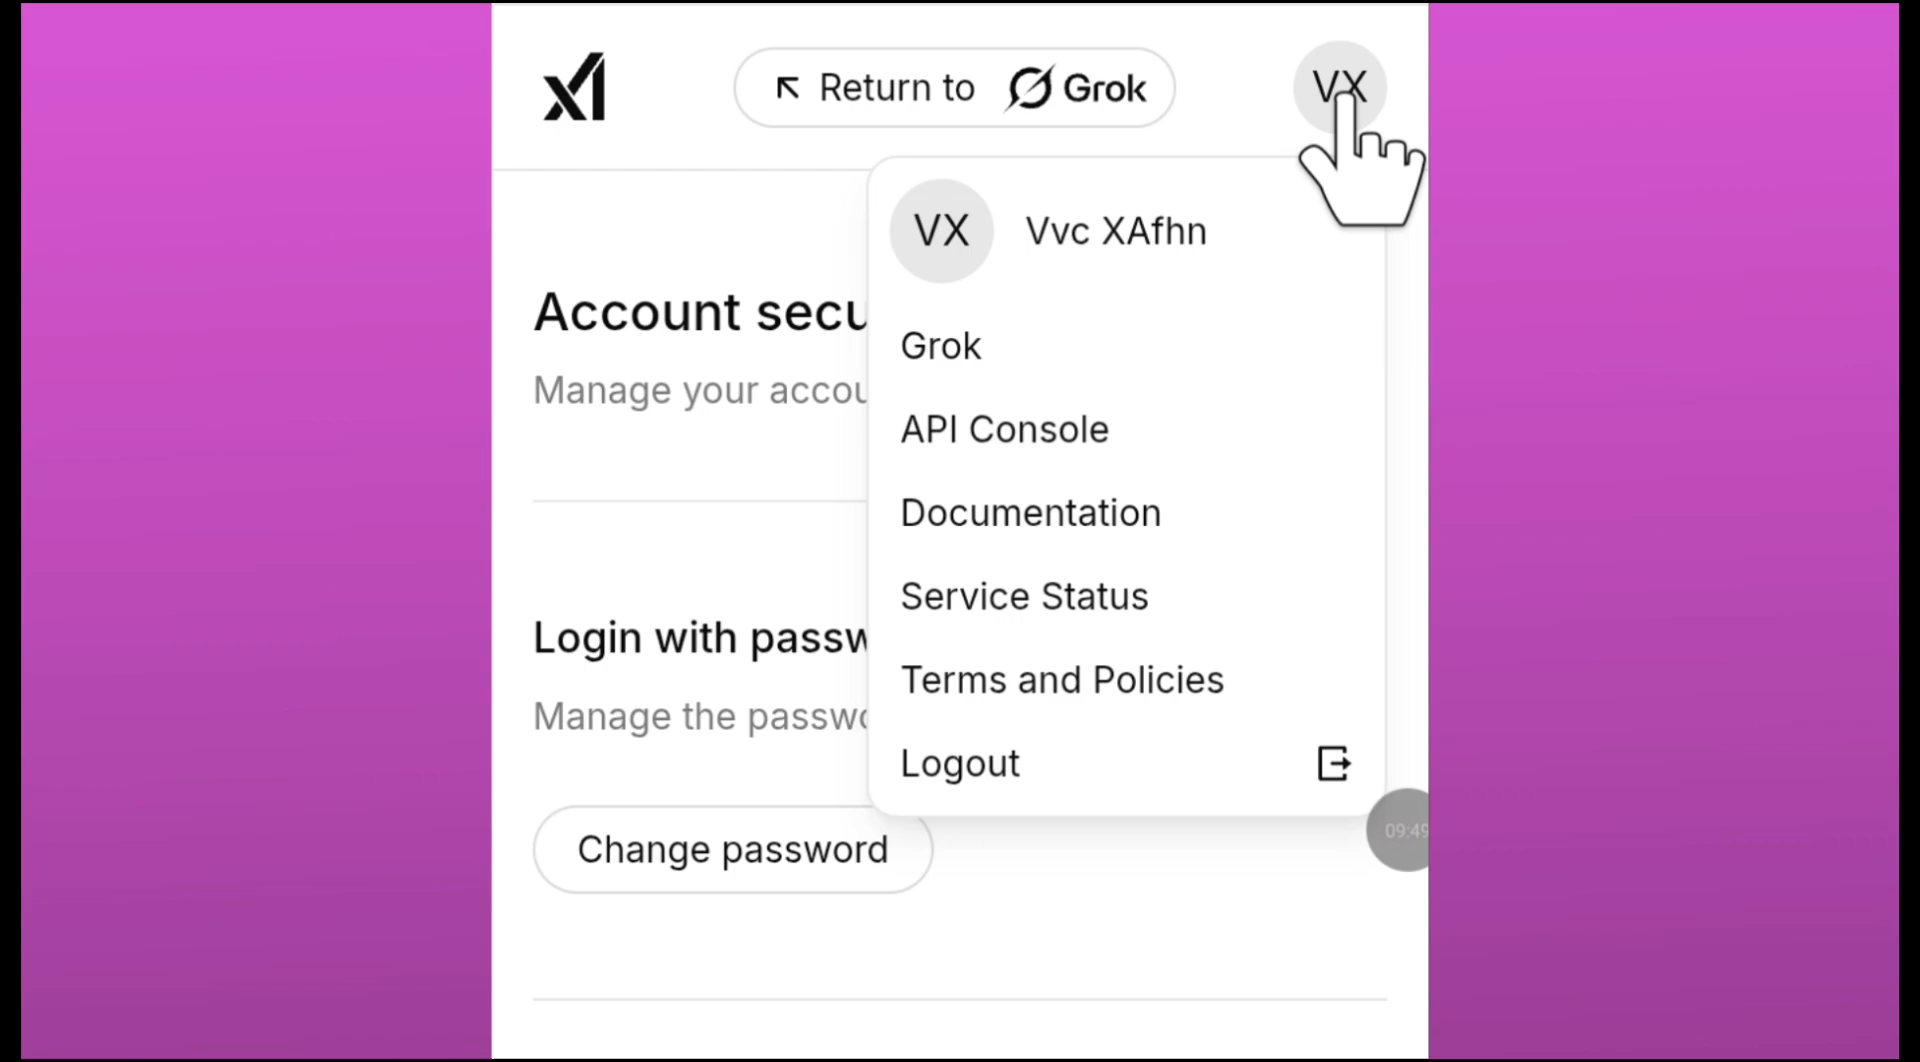 xI
Return to Grok
VX
VX
Vvc XAfhn
Account secu
Grok
Manage your accou
API Console
Documentation
Service Status
Login with passw
Terms and Policies
Manage the passwo
Logout
09:49
Change password